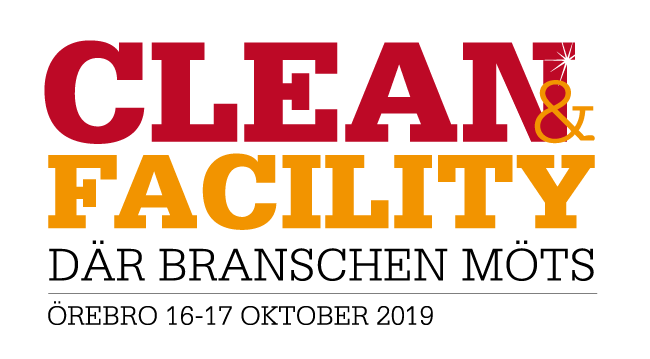 CLEAN&
FACILITY
DÄR BRANSCHEN MÖTS
ÖREBRO 16-17 OKTOBER 2019